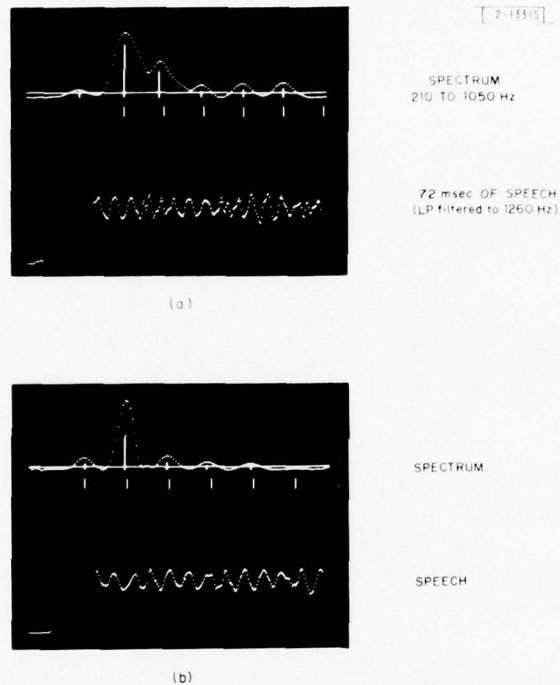 2-13315
SPECTRUM
210 TO 1050 Hz
72 msec OF SPEECH
(LP filtered to 1260 Hz)
(a)
SPECTRUM
SPEECH
(b)